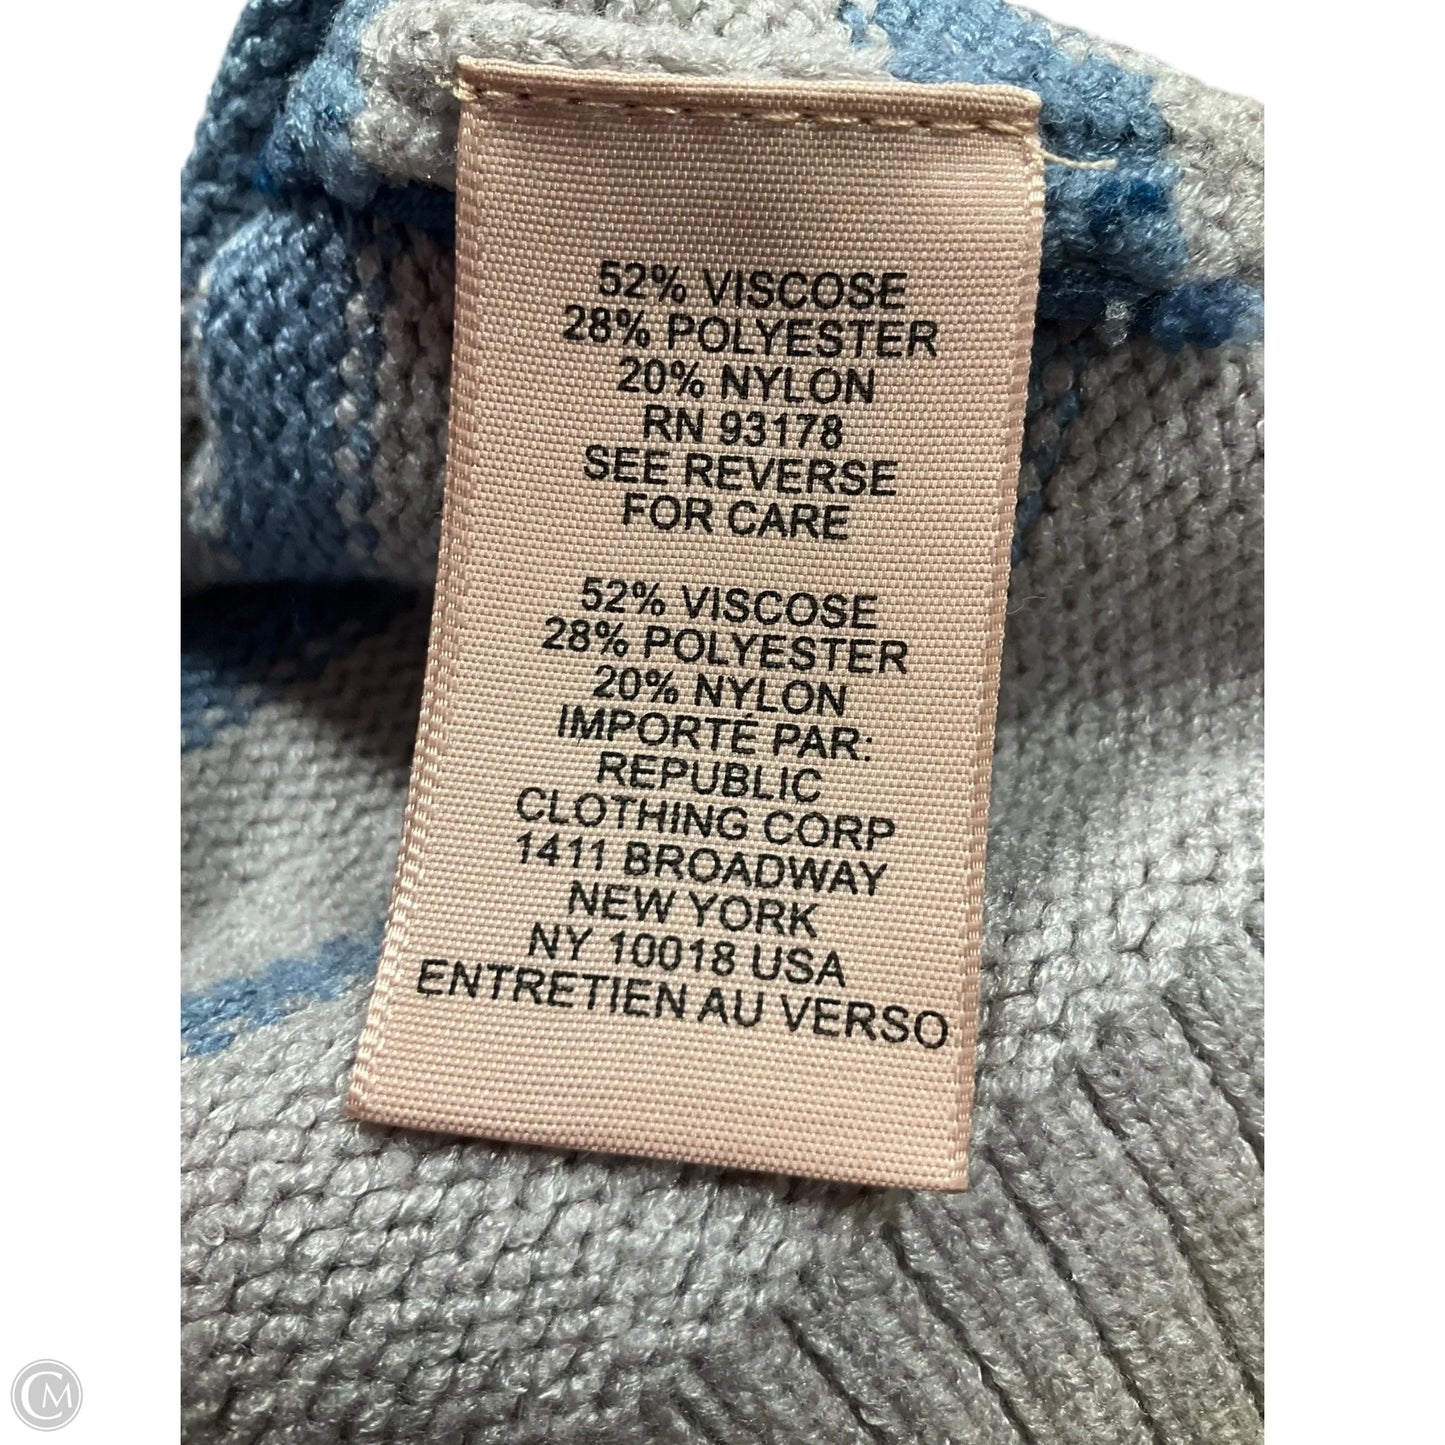 52% VISCOSE
28% POLYESTER
20% NYLON
RN 93178
SEE REVERSE
FOR CARE
52% VISCOSE
28% POLYESTER
20% NYLON
IMPORTÉ PAR:
REPUBLIC
CLOTHING CORP
1411 BROADWAY
NEW YORK
NY 10018 USA
ENTRETIEN AU VERSO
CM